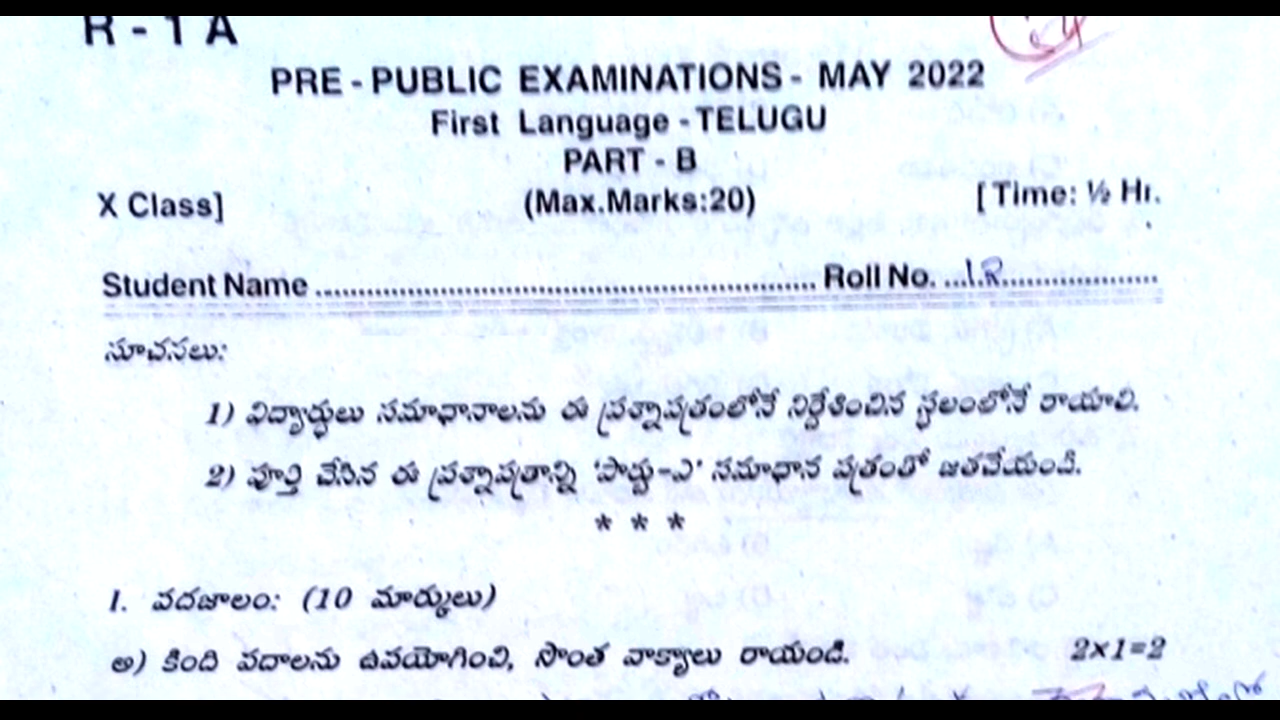 R - 1 A
PRE - PUBLIC EXAMINATIONS - MAY 2022
First Language - TELUGU
PART - B
X Class] (Max.Marks:20) [ Time: ½ Hr.
Student Name ........................................................ Roll No. ...1.R..................
సూచనలు:
1) విద్యార్థులు సమాధానాలను ఈ ప్రశ్నాపత్రంలోనే నిర్దేశించిన స్థలంలోనే రాయాలి.
2) పూర్తి చేసిన ఈ ప్రశ్నాపత్రాన్ని 'పార్టు-ఎ' సమాధాన పత్రంతో జతచేయండి.
* * *
I. పదజాలం: (10 మార్కులు)
అ) కింది పదాలను ఉపయోగించి, సొంత వాక్యాలు రాయండి. 2x1=2